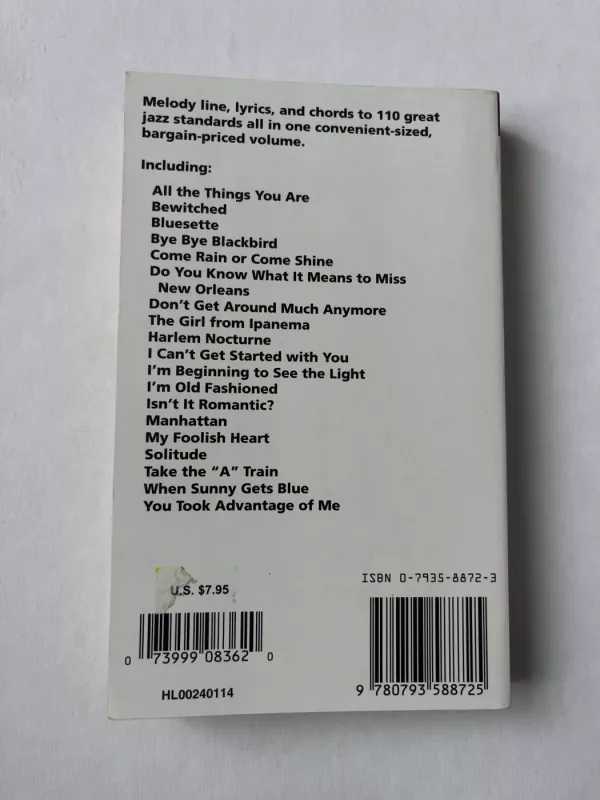 Melody line, lyrics, and chords to 110 great
jazz standards all in one convenient-sized,
bargain-priced volume.
Including:
All the Things You Are
Bewitched
Bluesette
Bye Bye Blackbird
Come Rain or Come Shine
Do You Know What It Means to Miss
New Orleans
Don't Get Around Much Anymore
The Girl from Ipanema
Harlem Nocturne
I Can't Get Started with You
I'm Beginning to See the Light
I'm Old Fashioned
Isn't It Romantic?
Manhattan
My Foolish Heart
Solitude
Take the “A” Train
When Sunny Gets Blue
You Took Advantage of Me
U.S. $7.95
0 73999 08362 0
HL00240114
ISBN 0-7935-8872-3
9 780793 588725